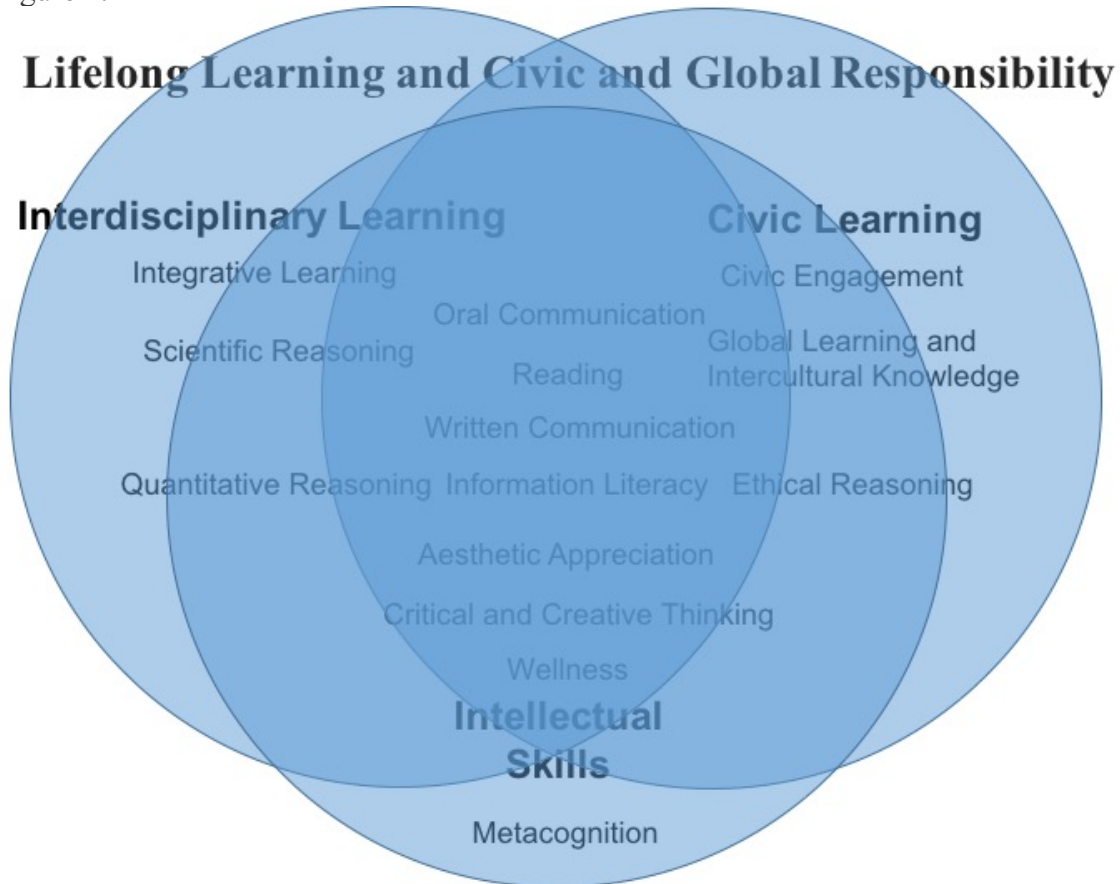 Lifelong Learning and Civic and Global Responsibility
Interdisciplinary Learning
Civic Learning
Integrative Learning
Civic Engagement
Oral Communication
Scientific Reasoning
Global Learning and
Intercultural Knowledge
Reading
Written Communication
Quantitative Reasoning Information Literacy Ethical Reasoning
Aesthetic Appreciation
Critical and Creative Thinking
Wellness
Intellectual
Skills
Metacognition